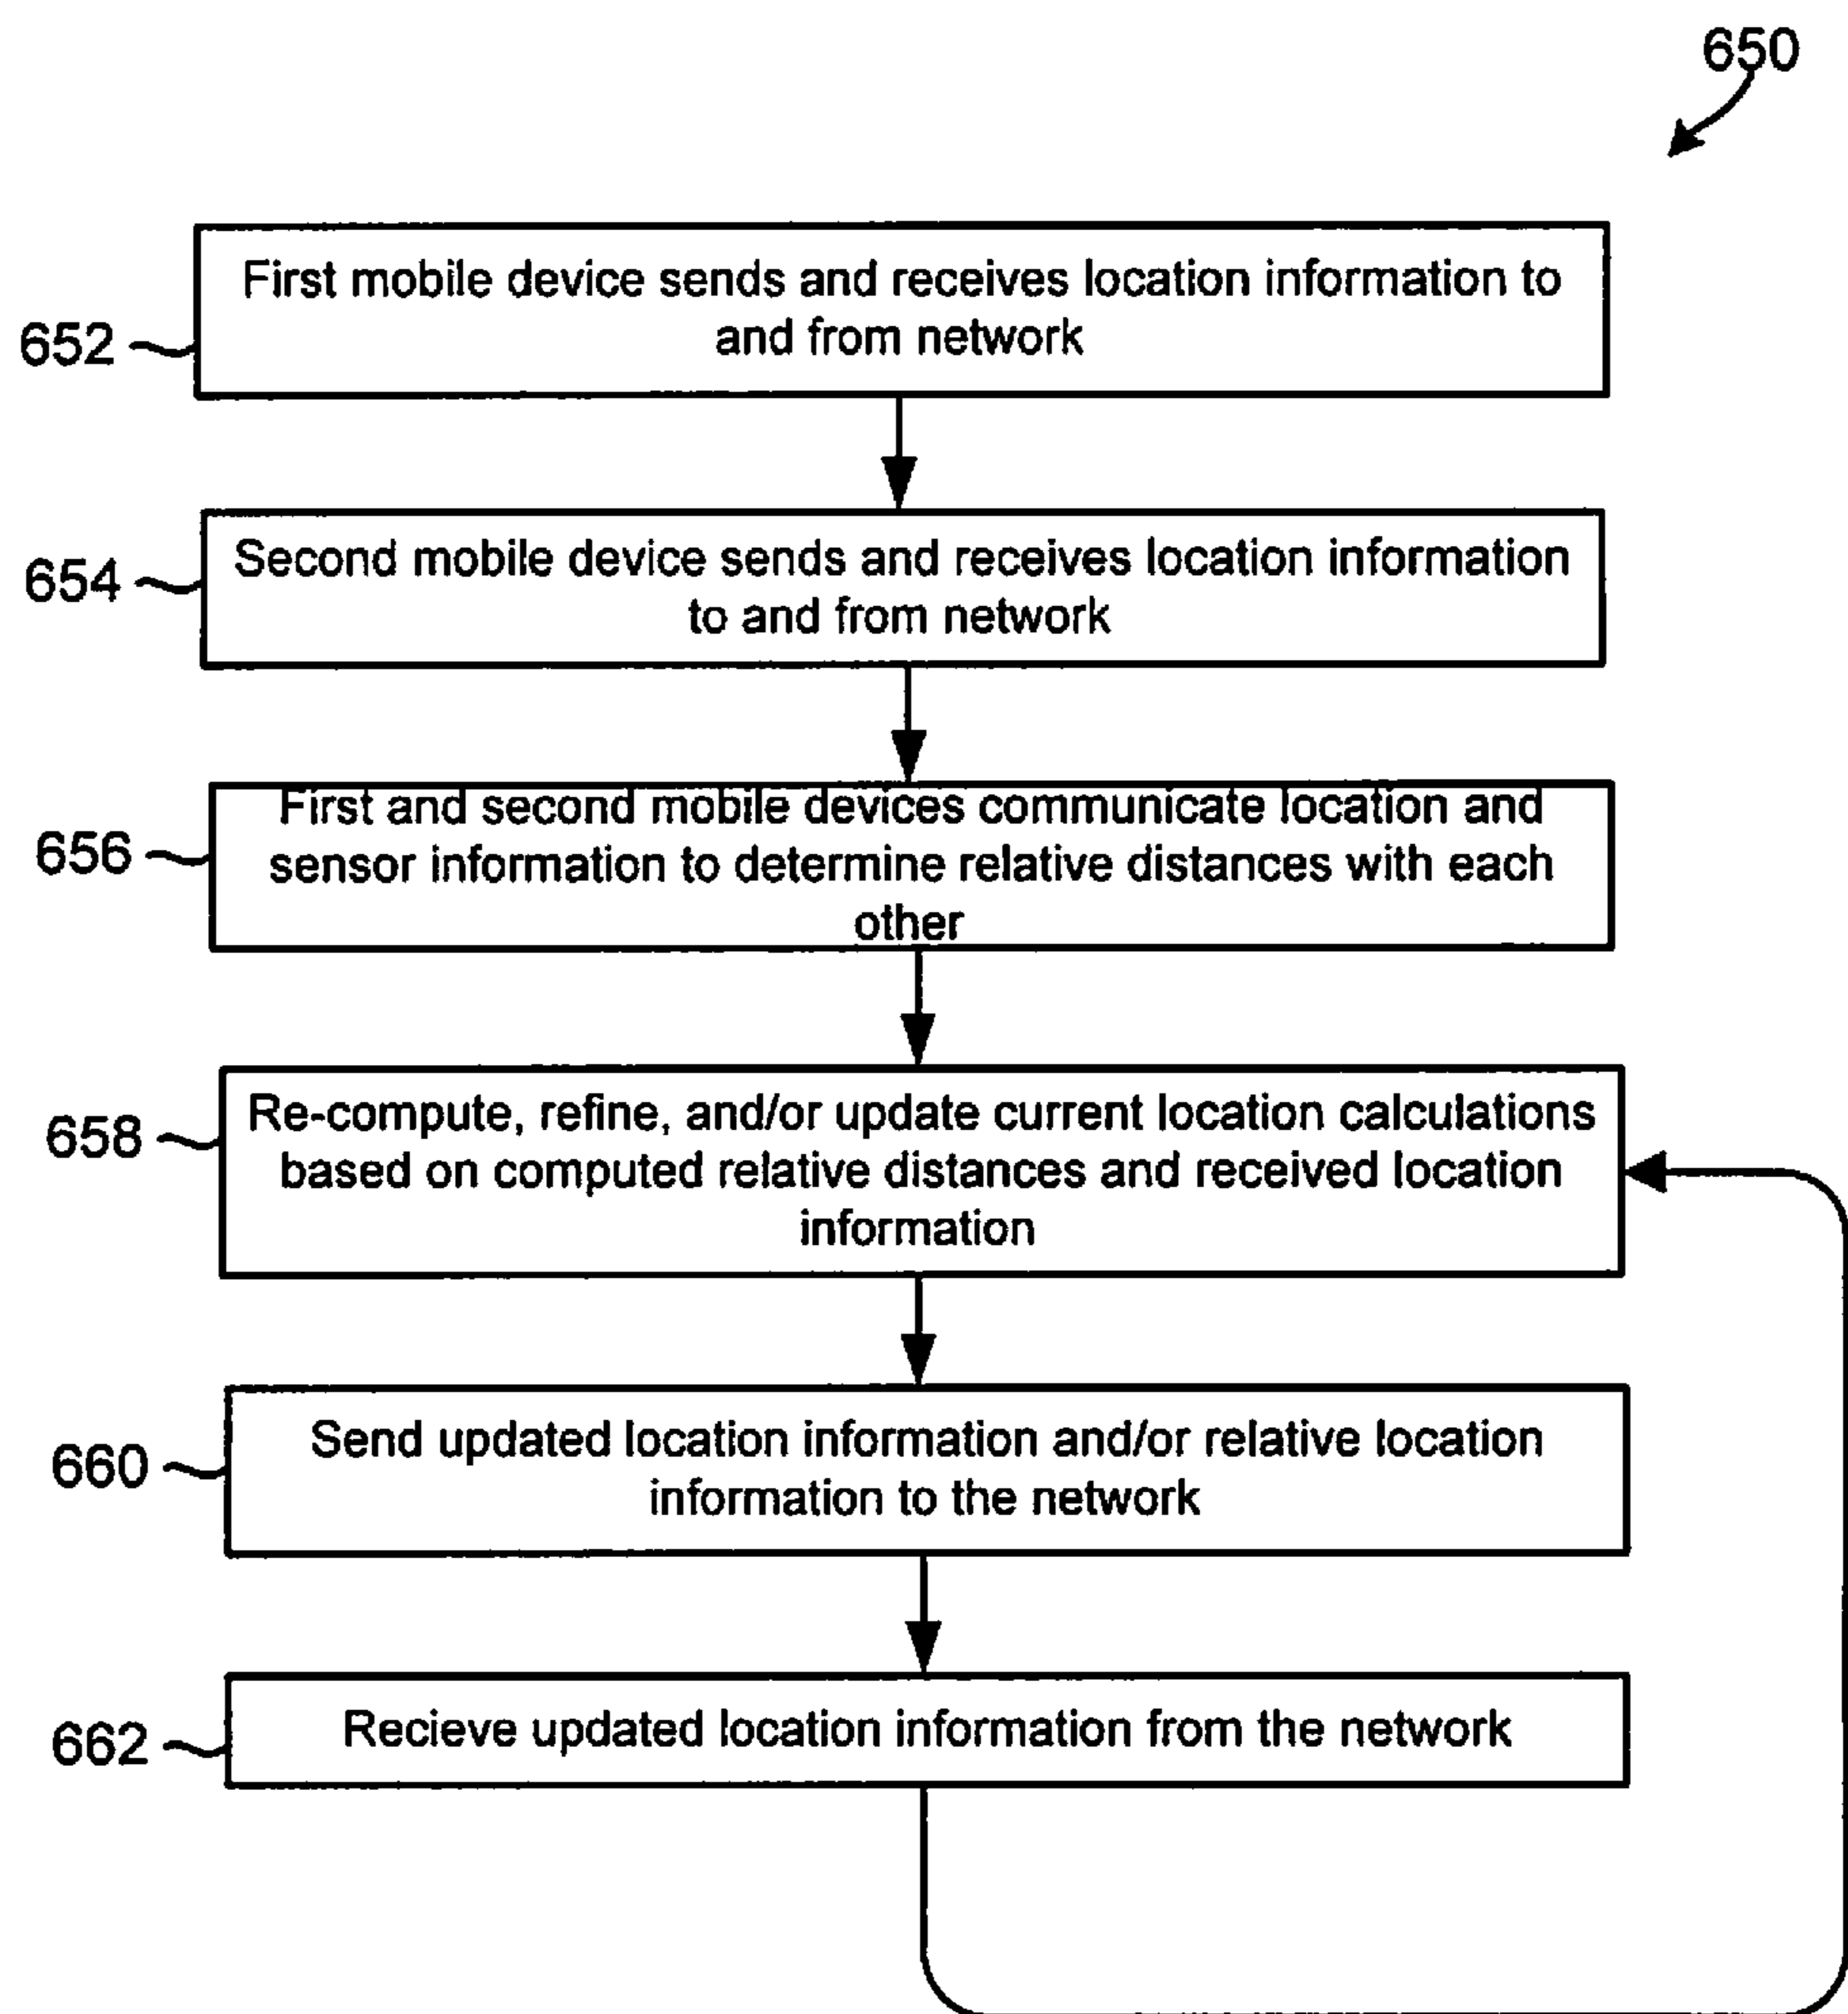 650
First mobile device sends and receives location information to
and from network
652
Second mobile device sends and receives location information
to and from network
654
First and second mobile devices communicate location and
sensor information to determine relative distances with each
other
656
Re-compute, refine, and/or update current location calculations
based on computed relative distances and received location
information
658
Send updated location information and/or relative location
information to the network
660
Recieve updated location information from the network
662